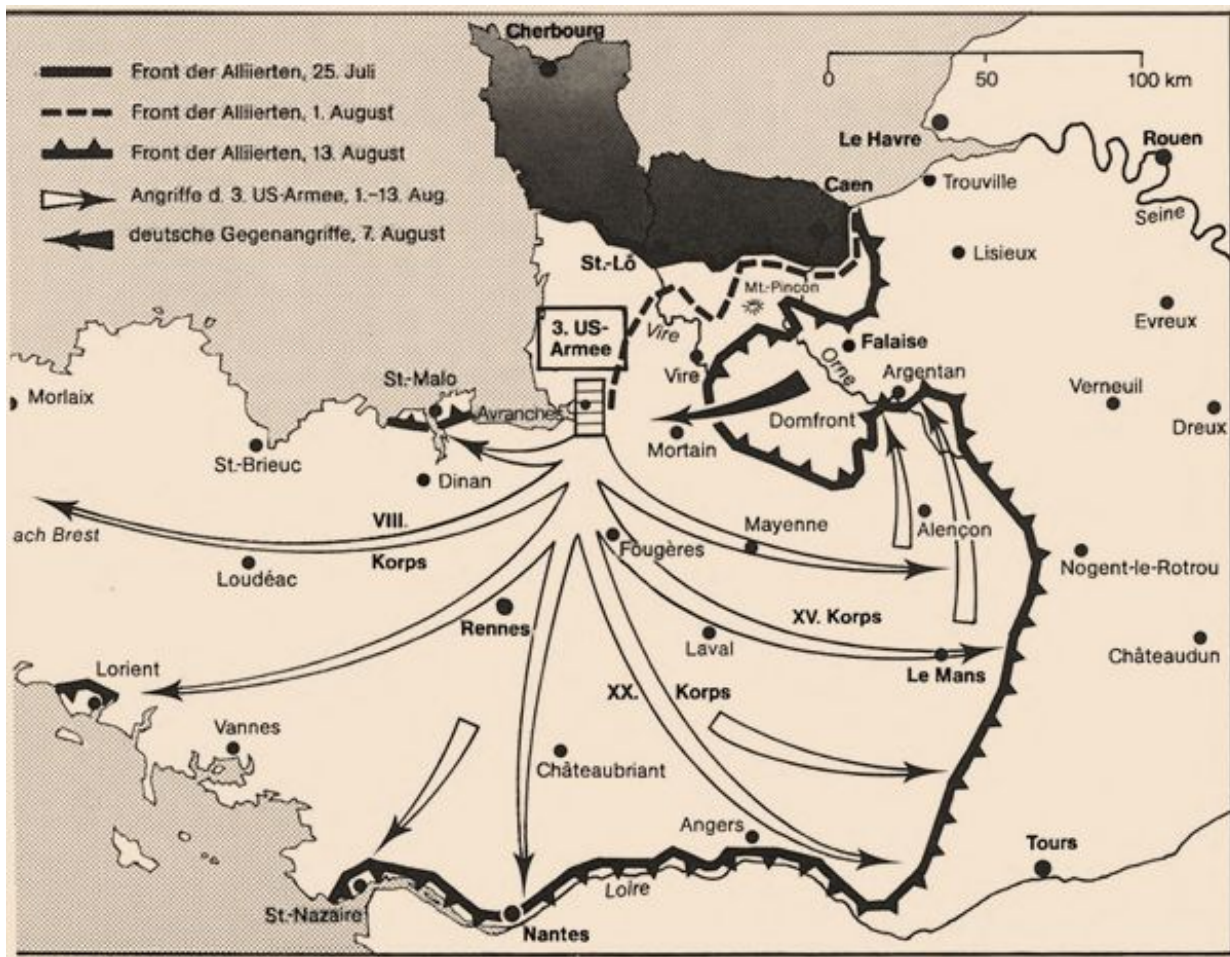 Cherbourg
Front der Alliierten, 25. Juli
Front der Alliierten, 1. August
Front der Alliierten, 13. August
Angriffe d. 3. US-Armee, 1.–13. Aug.
deutsche Gegenangriffe, 7. August
0 50 100 km
Le Havre
Rouen
Caen
Trouville
Seine
St.-Lô
Lisieux
Mt.-Pincon
3. US-
Armee
Vire
Evreux
Falaise
Orne
Vire
Argentan
St.-Malo
Verneuil
Morlaix
Avranches
Domfront
Dreux
St.-Brieuc
Mortain
Dinan
VIII.
Korps
Mayenne
Alençon
ach Brest
Fougères
Loudéac
Nogent-le-Rotrou
Rennes
XV. Korps
Laval
Châteaudun
Le Mans
Lorient
XX. Korps
Vannes
Châteaubriant
Angers
Tours
Loire
St.-Nazaire
Nantes